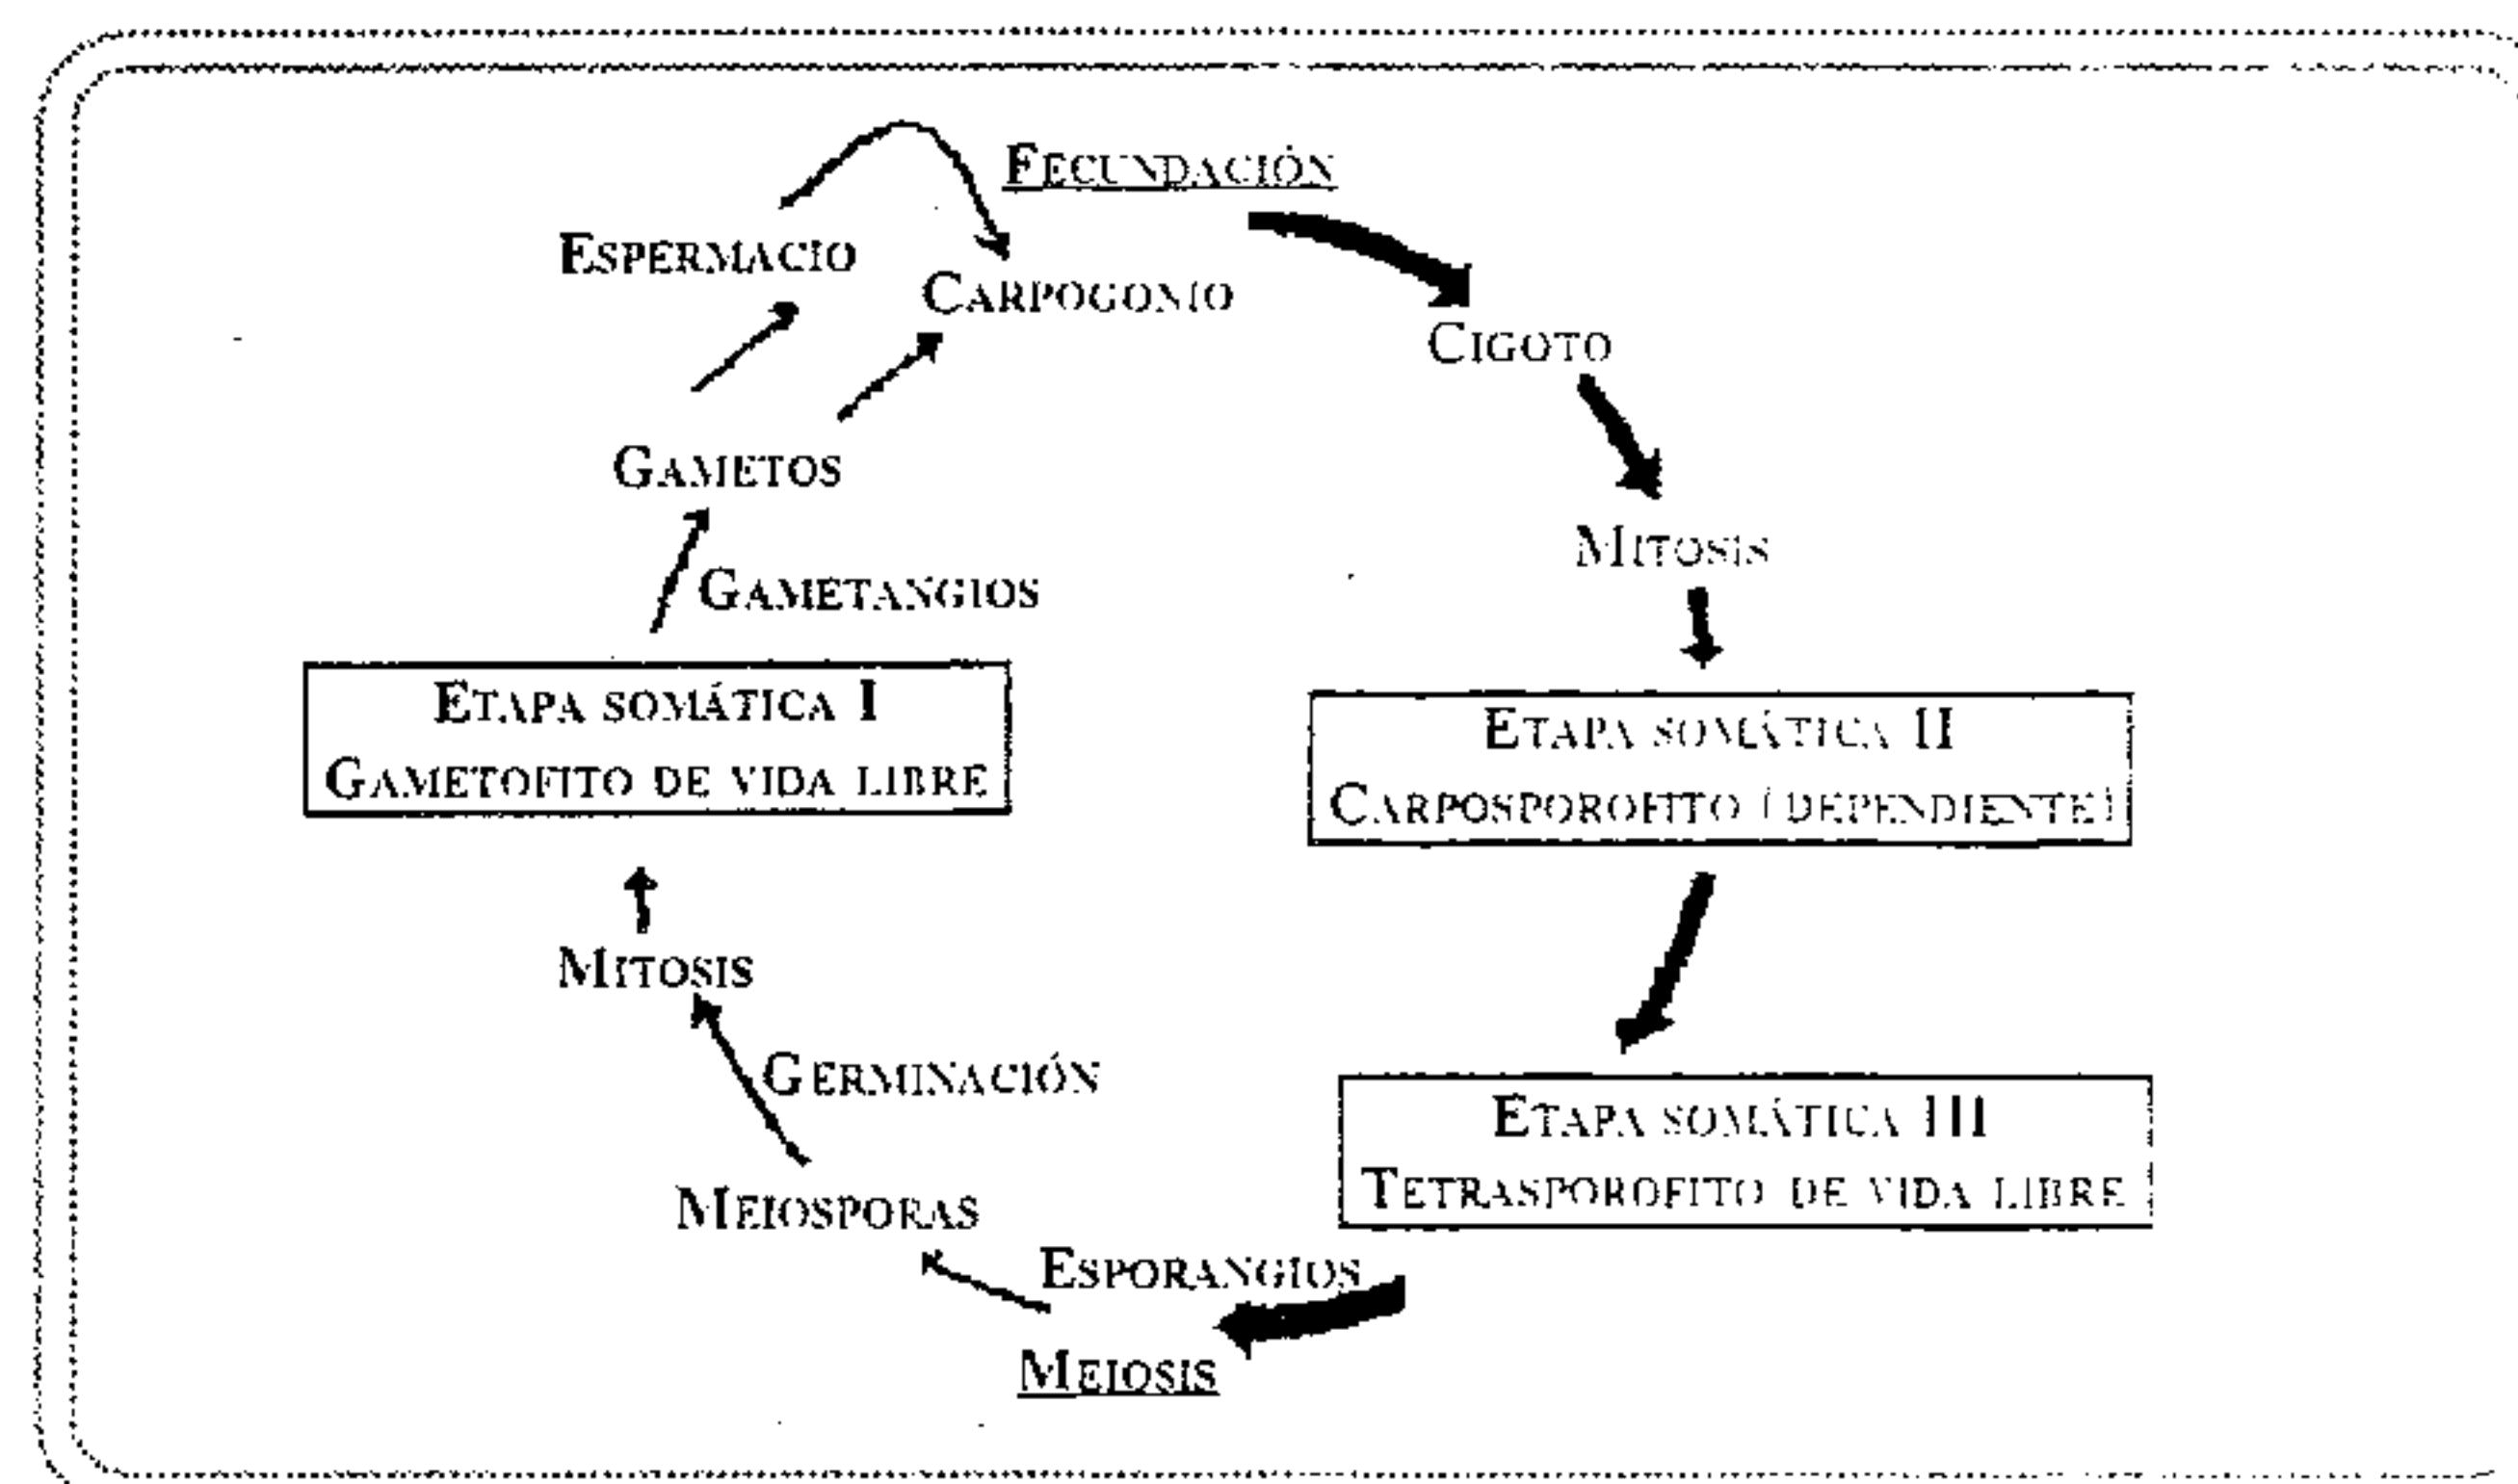 FECUNDACIÓN
ESPERMACIO
CARPOGONIO
CIGOTO
GAMETOS
MITOSIS
GAMETANGIOS
ETAPA SOMÁTICA I
GAMETOFITO DE VIDA LIBRE
ETAPA SOMÁTICA II
CARPOSPOROFITO (DEPENDIENTE)
MITOSIS
GERMINACIÓN
ETAPA SOMÁTICA III
TETRASPOROFITO DE VIDA LIBRE
MEIOSPORAS
ESPORANGIOS
MEIOSIS